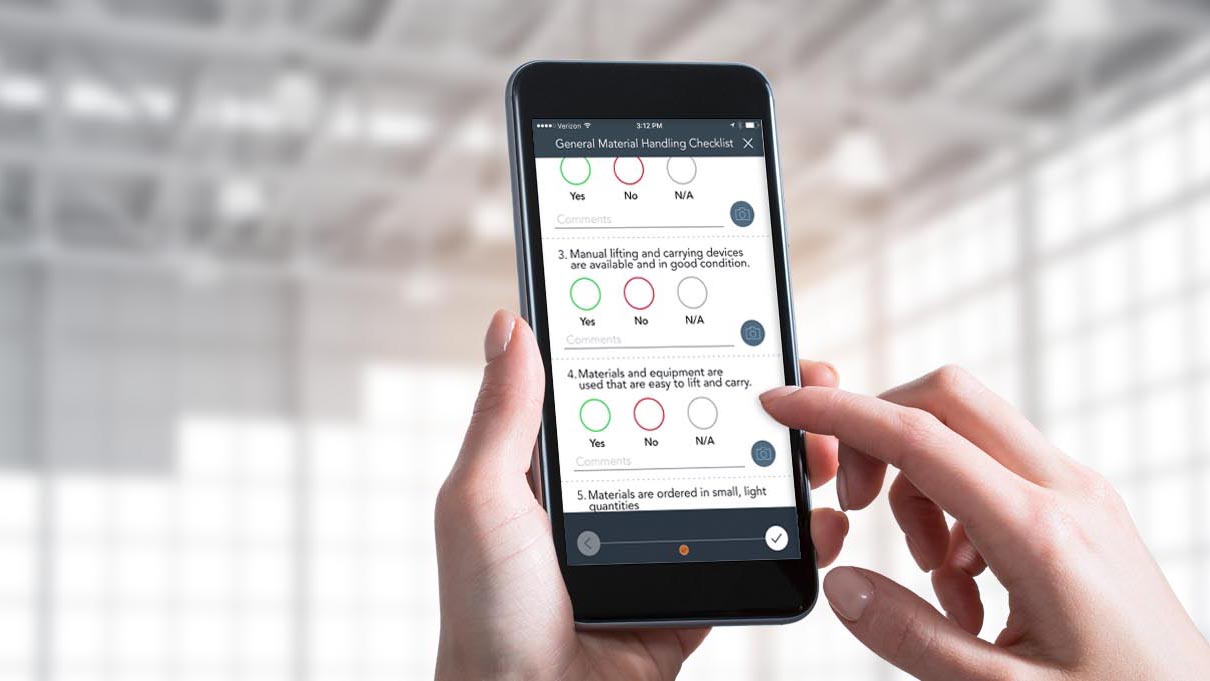 Verizon 3:12 PM
General Material Handling Checklist
Yes No N/A
Comments
3. Manual lifting and carrying devices
are available and in good condition.
Yes No N/A
Comments
4. Materials and equipment are
used that are easy to lift and carry.
Yes No N/A
Comments
5. Materials are ordered in small, light
quantities